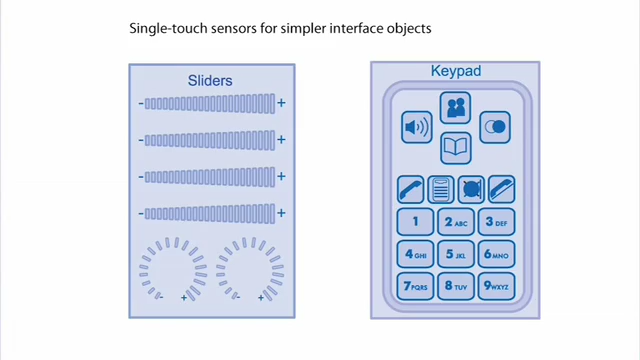 Single-touch sensors for simpler interface objects
Sliders
- +
- +
- +
- +
- + - +
Keypad
1 2 ABC 3 DEF
4 GHI 5 JKL 6 MNO
7 PQRS 8 TUV 9 WXYZ